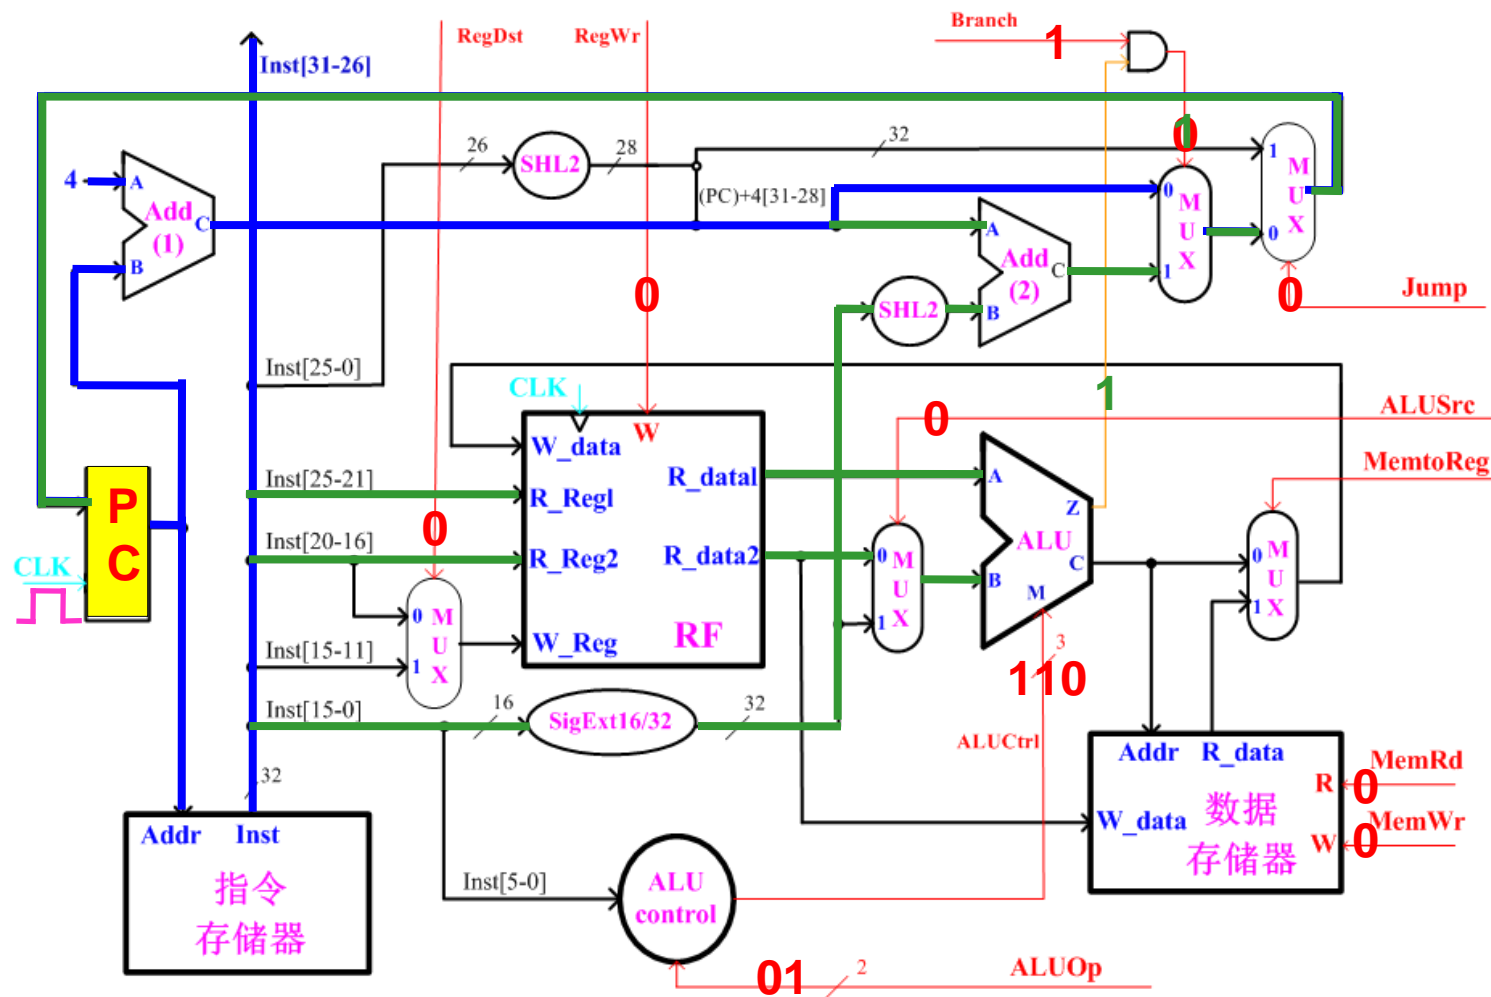 Branch
1
RegDst
RegWr
Inst[31-26]
26
SHL2
28
32
0
1
1
M
U
X
0
4
A
Add
(1)
C
B
(PC)+4[31-28]
0
M
U
X
1
A
Add
(2)
C
B
SHL2
0
0
Jump
Inst[25-0]
CLK
1
0
ALUSrc
W_data
W
R_data1
MemtoReg
Inst[25-21]
R_Reg1
A
Z
P
C
0
Inst[20-16]
R_Reg2
R_data2
0
M
U
X
1
ALU
C
B
M
0
M
U
X
1
CLK
0
M
U
X
1
W_Reg
RF
Inst[15-11]
3
110
Inst[15-0]
16
SigExt16/32
32
ALUCtrl
32
Addr
R_data
MemRd
R
0
Addr
Inst
W_data
数据
MemWr
W
0
存储器
指令
存储器
Inst[5-0]
ALU
control
01
2
ALUOp